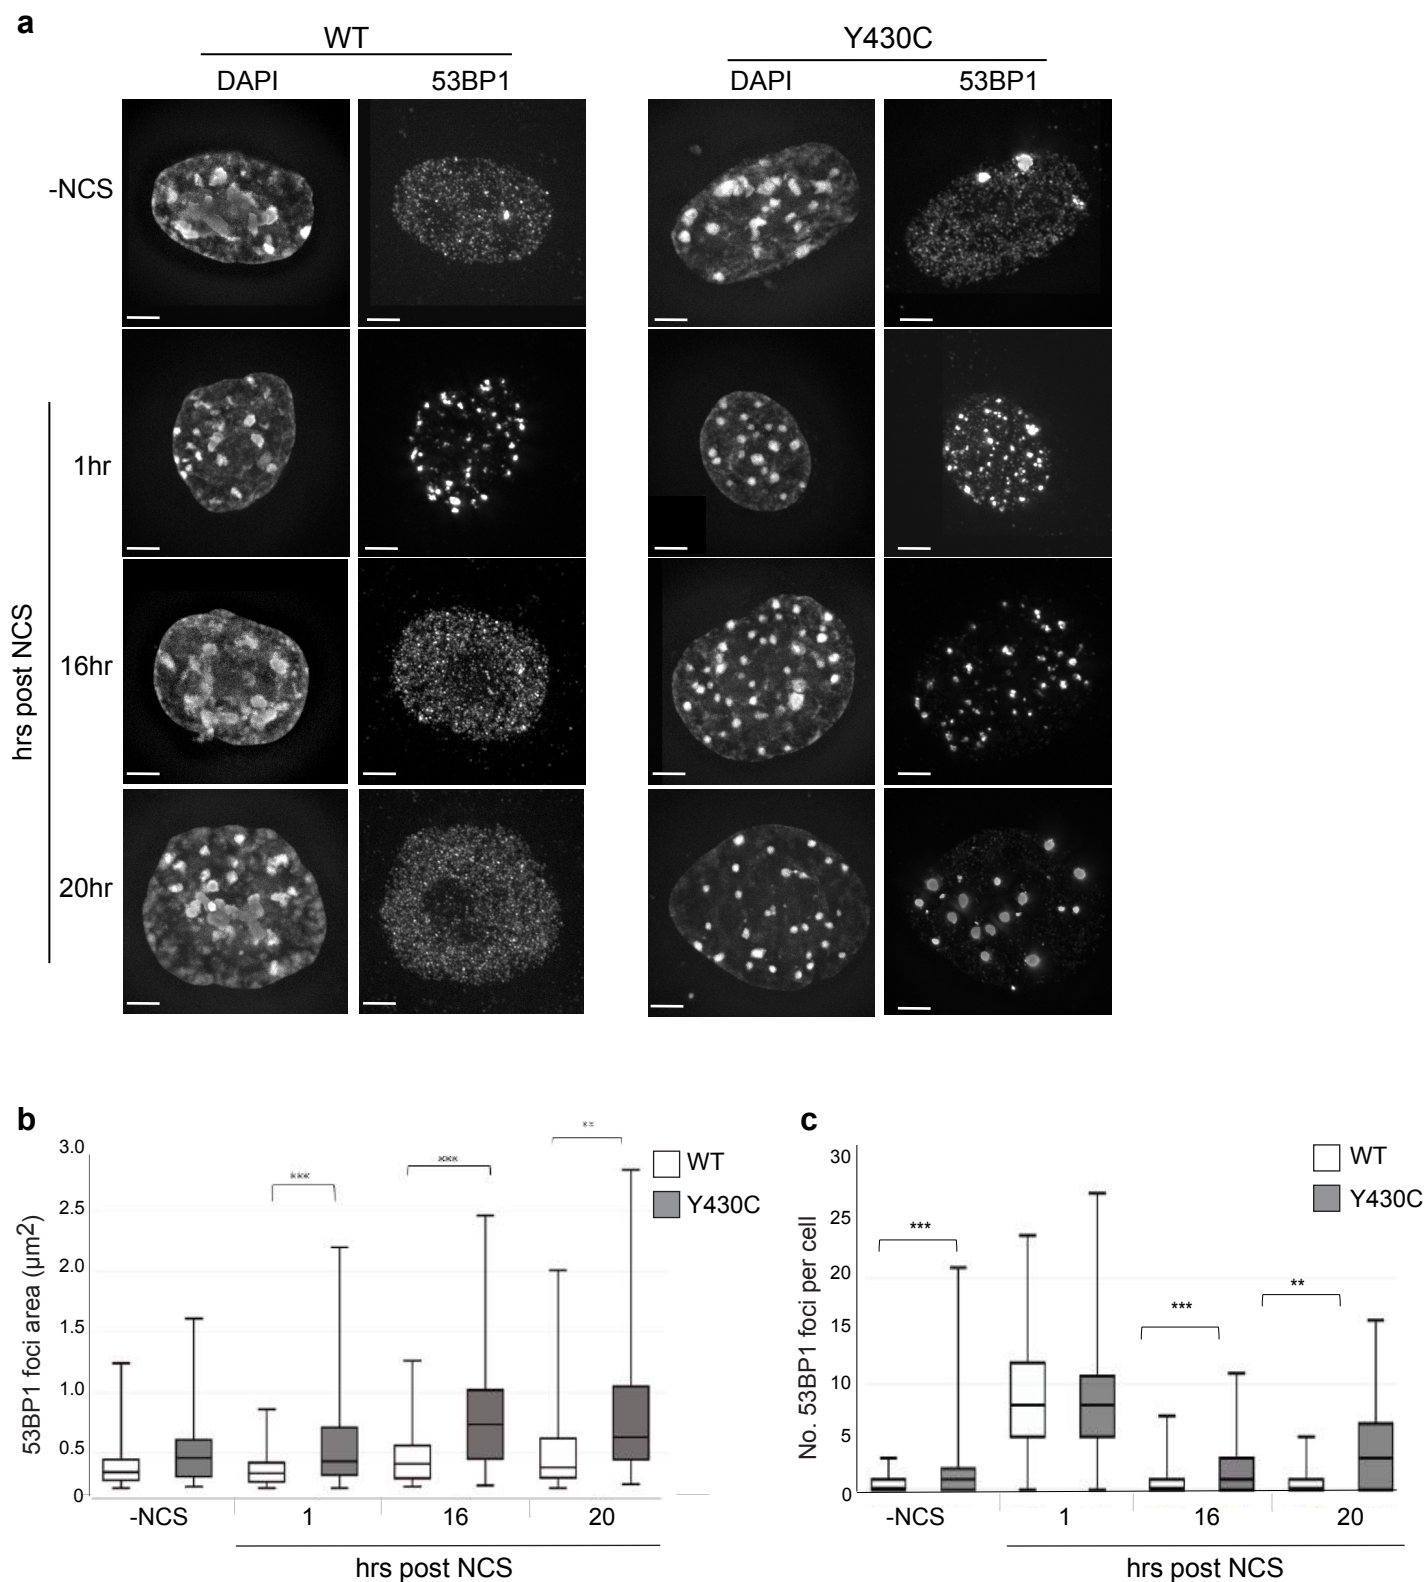 a
WT
Y430C
DAPI
53BP1
DAPI
53BP1
-NCS
1hr
16hr
20hr
hrs post NCS
b
3.0
2.5
2.0
1.5
1.0
0.5
0
53BP1 foci area (µm2)
***
***
**
WT
Y430C
-NCS
1
16
20
hrs post NCS
c
30
25
20
15
10
5
0
No. 53BP1 foci per cell
***
***
**
WT
Y430C
-NCS
1
16
20
hrs post NCS